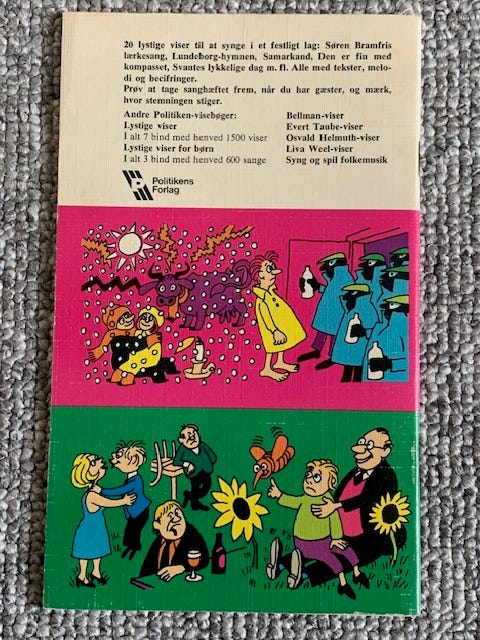 20 lystige viser til at synge i et festligt lag: Søren Bramfris
lærkesang, Lundeborg-hymnen, Samarkand, Den er fin med
kompasset, Svantes lykkelige dag m. fl. Alle med tekster, melo-
di og becifringer.
Prøv at tage sanghæftet frem, når du har gæster, og mærk,
hvor stemningen stiger.
Andre Politiken-visebøger:
Lystige viser
I alt 7 bind med henved 1500 viser
Lystige viser for børn
I alt 3 bind med henved 600 sange
Bellman-viser
Evert Taube-viser
Osvald Helmuth-viser
Liva Weel-viser
Syng og spil folkemusik
Politikens
Forlag